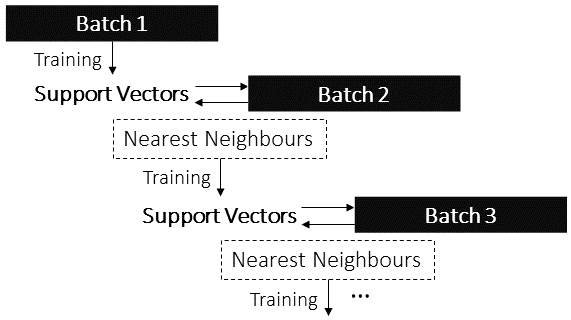 Batch 1
Training
Support Vectors
Batch 2
Nearest Neighbours
Training
Support Vectors
Batch 3
Nearest Neighbours
Training
...